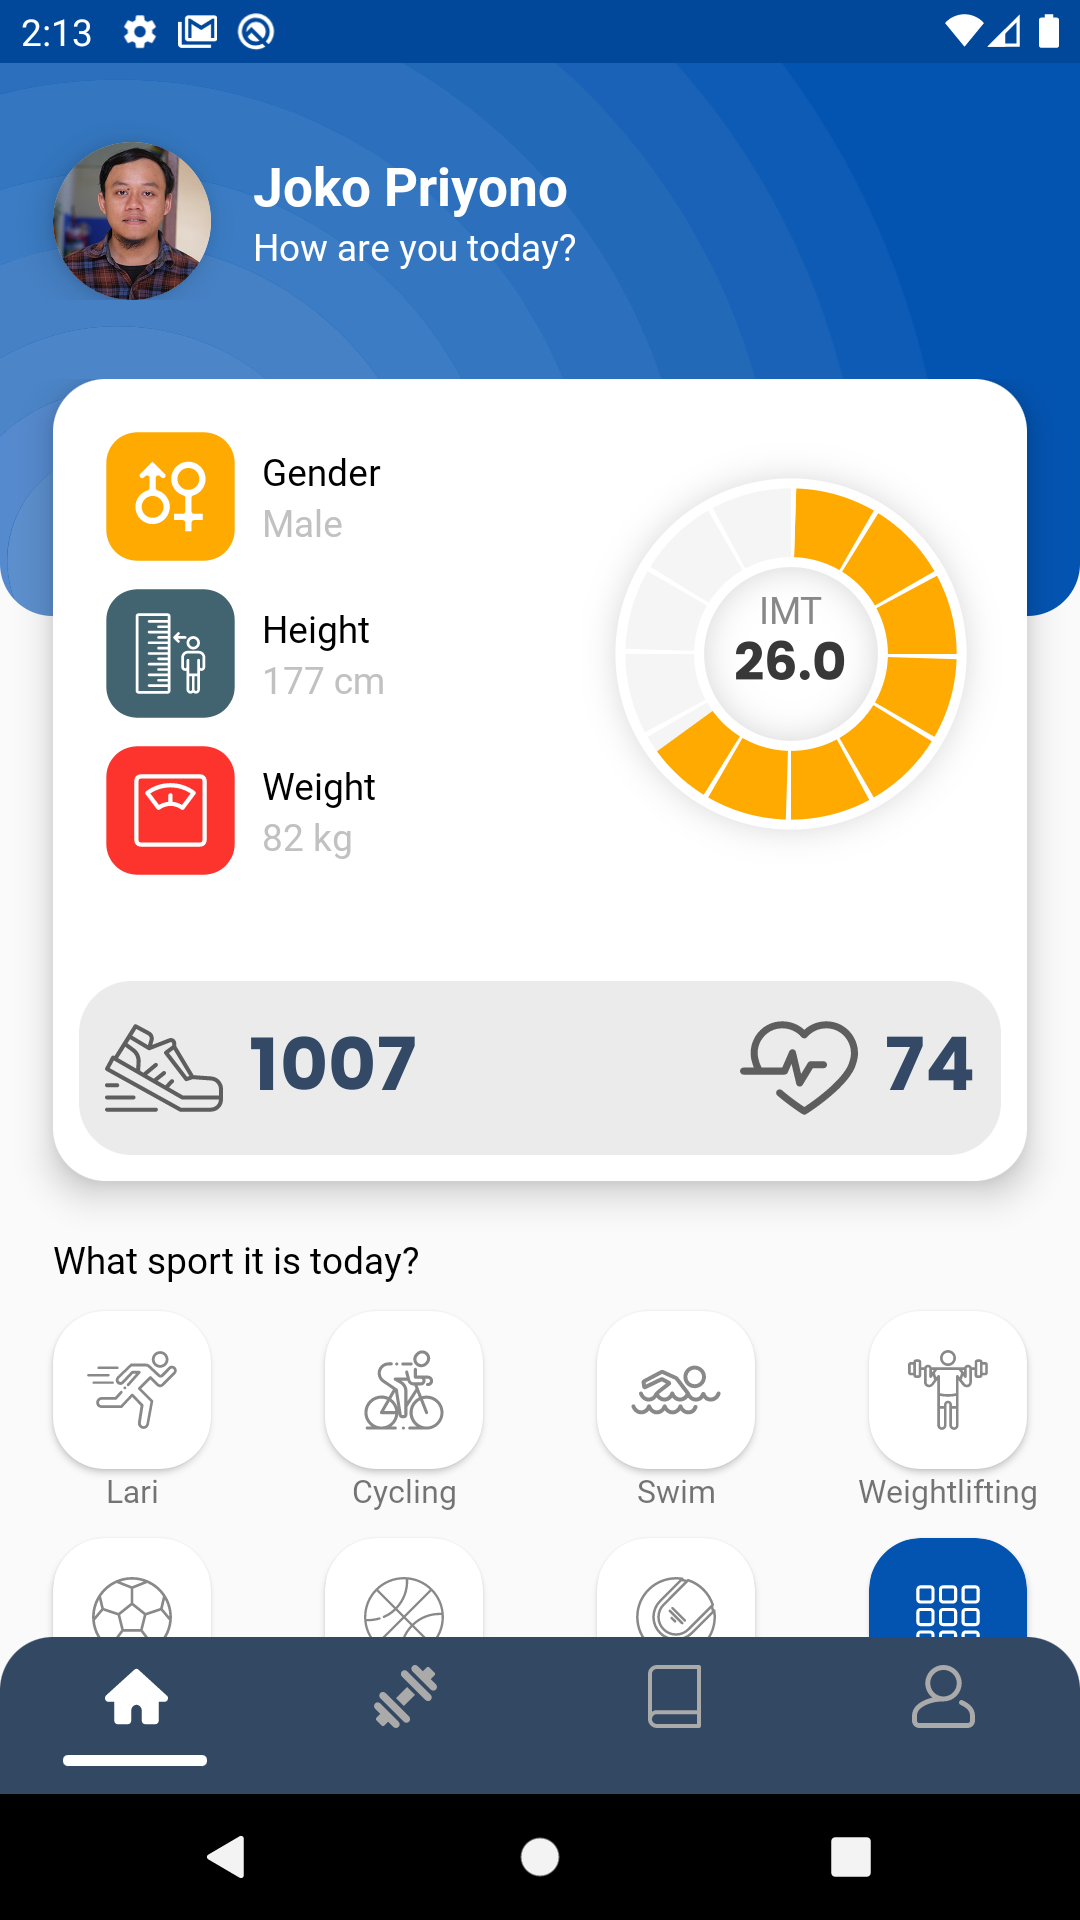 2:13
Joko Priyono
How are you today?
Gender
Male
Height
177 cm
Weight
82 kg
IMT
26.0
1007
74
What sport it is today?
Lari
Cycling
Swim
Weightlifting